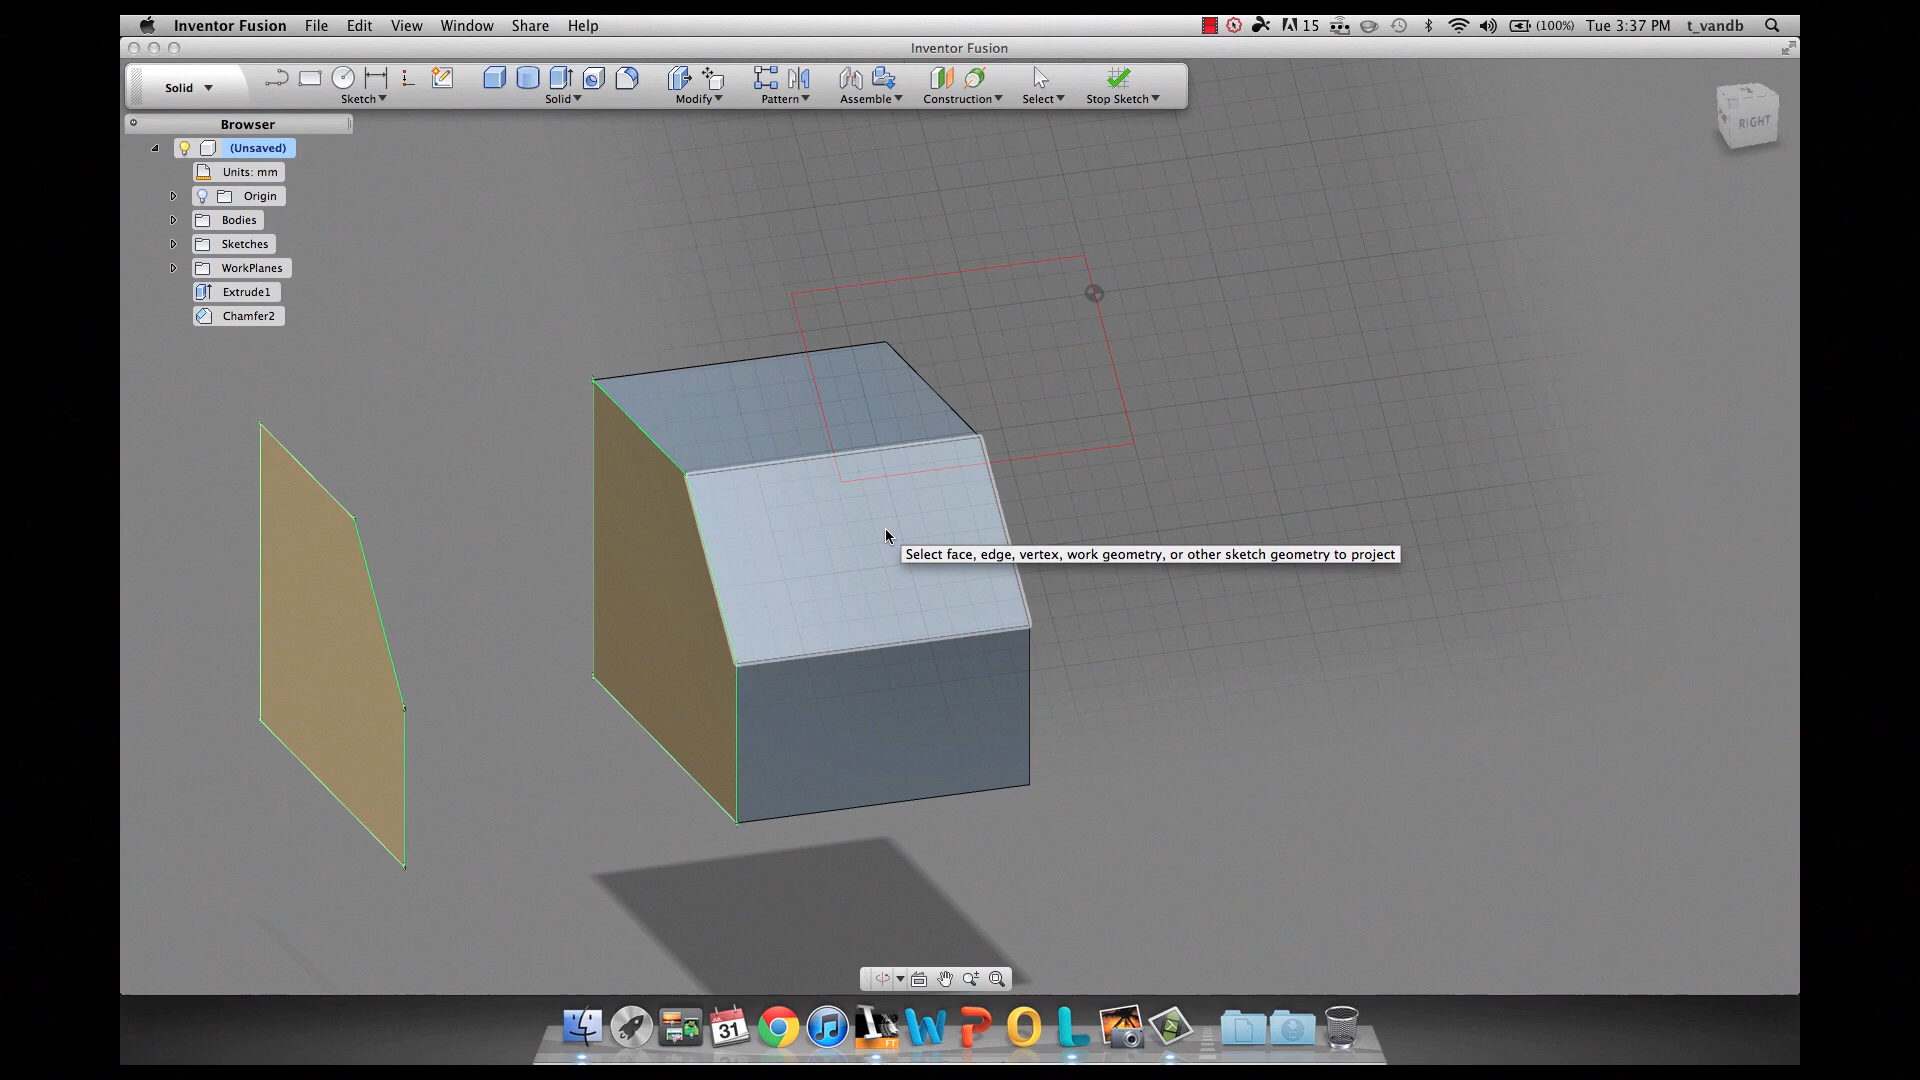 Inventor Fusion File Edit View Window Share Help 15 (100%) Tue 3:37 PM t_vandb
Inventor Fusion
Solid
Sketch Solid Modify Pattern Assemble Construction Select Stop Sketch
Browser
(Unsaved)
Units: mm
Origin
Bodies
Sketches
WorkPlanes
Extrude1
Chamfer2
RIGHT
Select face, edge, vertex, work geometry, or other sketch geometry to project
31
I
FT
W
P
O
L